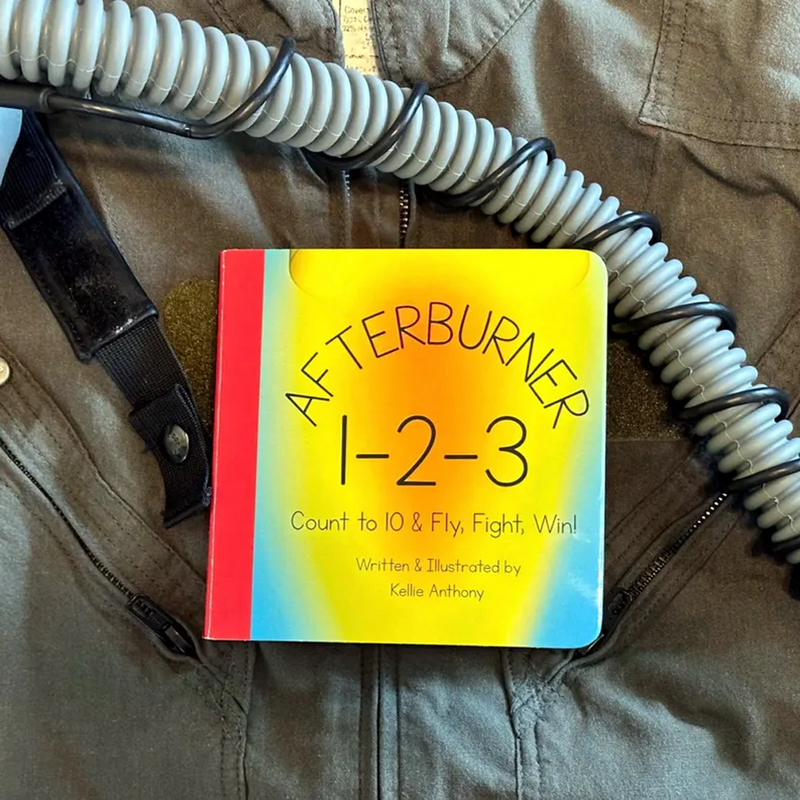 AFTERBURNER
1-2-3
Count to 10 & Fly, Fight, Win!
Written & Illustrated by
Kellie Anthony